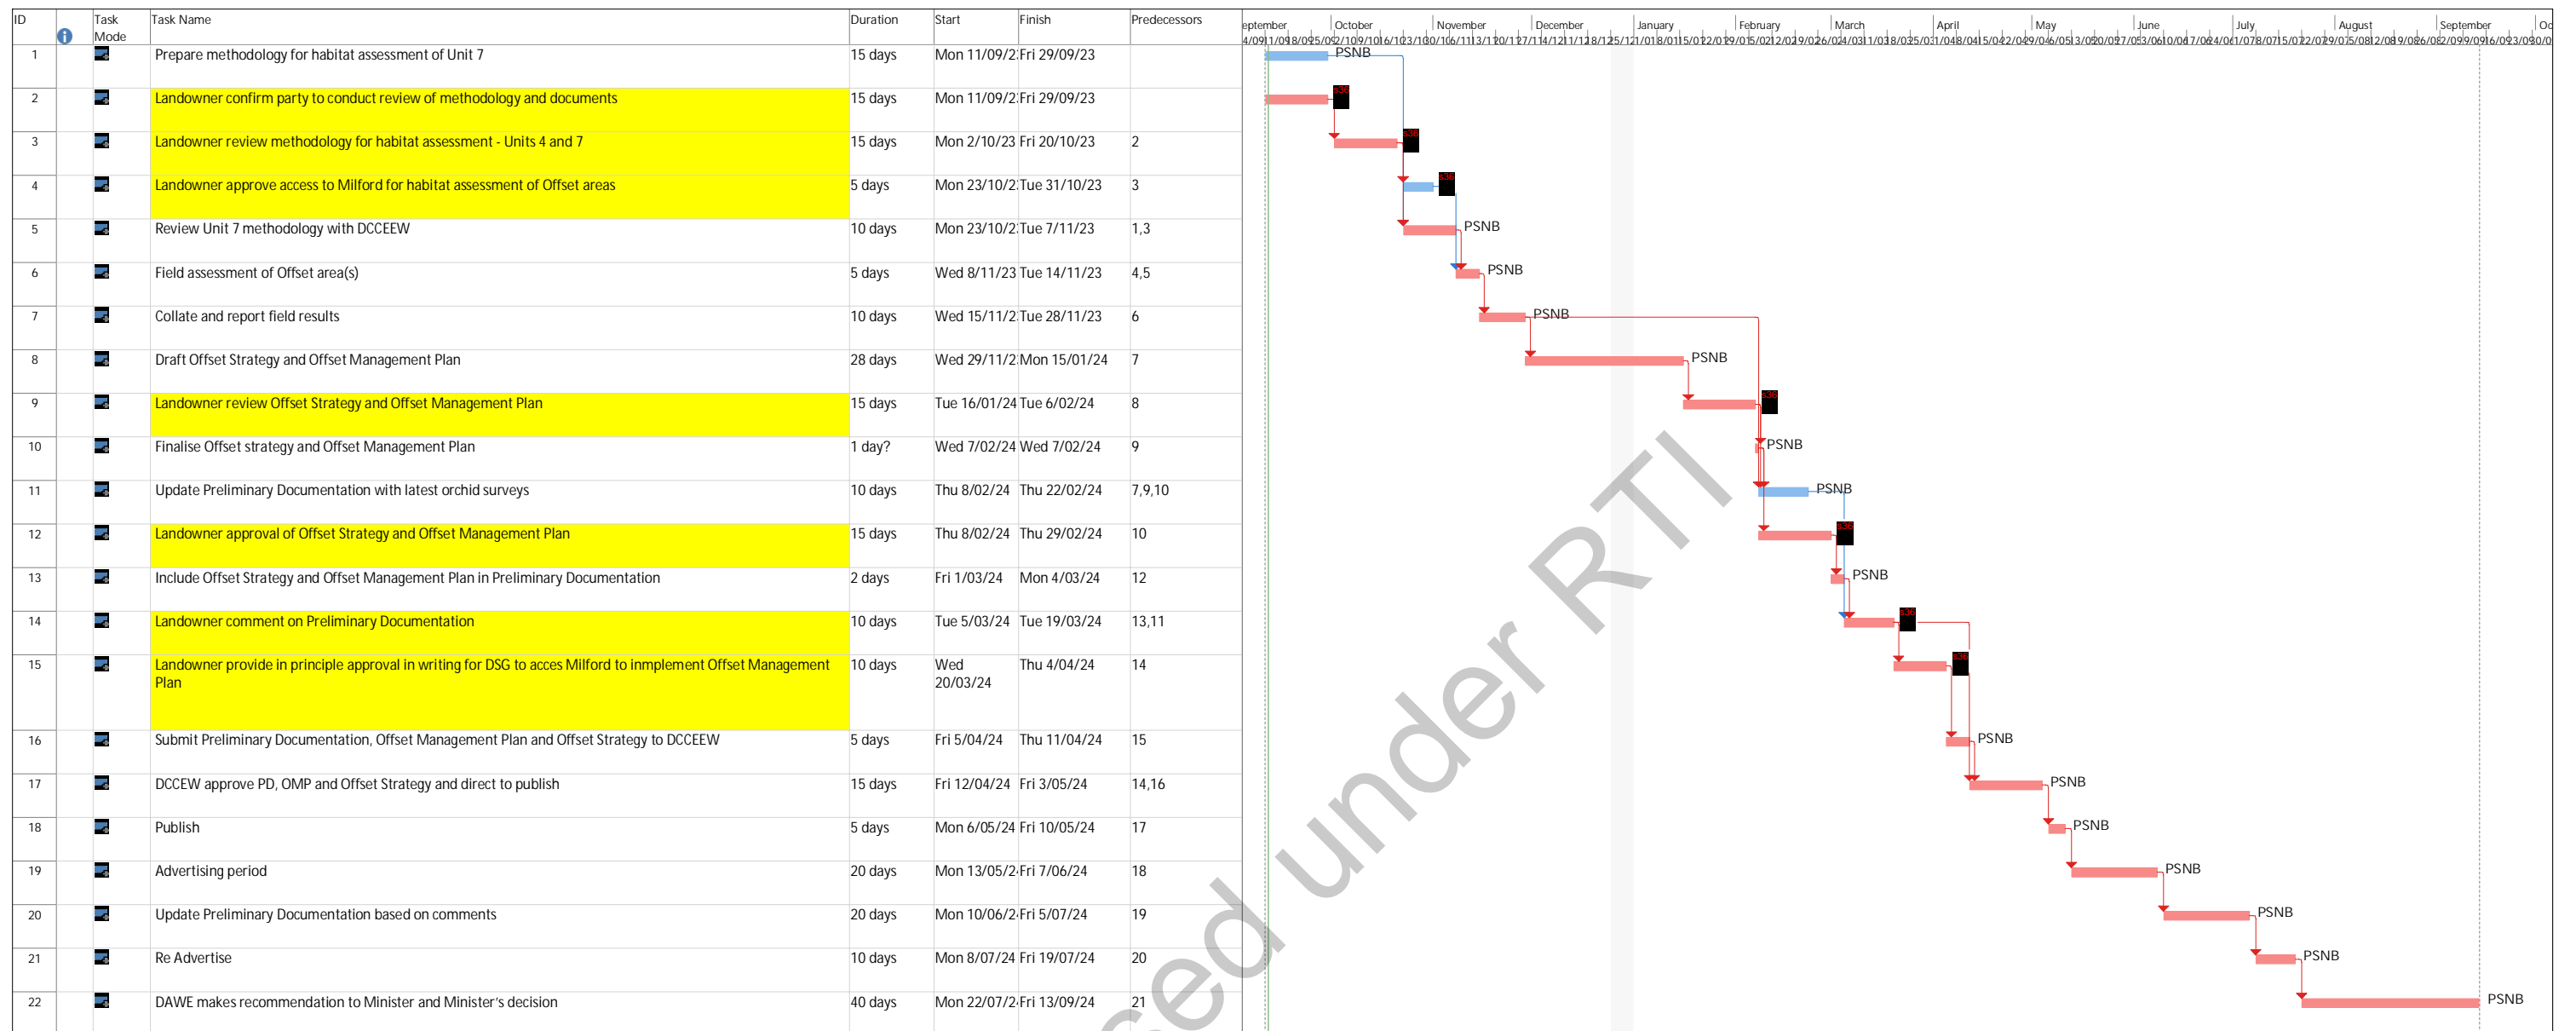 ID Task Mode Task Name Duration Start Finish Predecessors
eptember October November December January February March April May June July August September Oc
1 Prepare methodology for habitat assessment of Unit 7 15 days Mon 11/09/2 Fri 29/09/23 PSNB
2 Landowner confirm party to conduct review of methodology and documents 15 days Mon 11/09/2 Fri 29/09/23 s36
3 Landowner review methodology for habitat assessment - Units 4 and 7 15 days Mon 2/10/23 Fri 20/10/23 2 s36
4 Landowner approve access to Milford for habitat assessment of Offset areas 5 days Mon 23/10/2 Tue 31/10/23 3 s36
5 Review Unit 7 methodology with DCCEEW 10 days Mon 23/10/2 Tue 7/11/23 1,3 PSNB
6 Field assessment of Offset area(s) 5 days Wed 8/11/23 Tue 14/11/23 4,5 PSNB
7 Collate and report field results 10 days Wed 15/11/2 Tue 28/11/23 6 PSNB
8 Draft Offset Strategy and Offset Management Plan 28 days Wed 29/11/2 Mon 15/01/24 7 PSNB
9 Landowner review Offset Strategy and Offset Management Plan 15 days Tue 16/01/24 Tue 6/02/24 8 s36
10 Finalise Offset strategy and Offset Management Plan 1 day? Wed 7/02/24 Wed 7/02/24 9 PSNB
11 Update Preliminary Documentation with latest orchid surveys 10 days Thu 8/02/24 Thu 22/02/24 7,9,10 PSNB
12 Landowner approval of Offset Strategy and Offset Management Plan 15 days Thu 8/02/24 Thu 29/02/24 10 s36
13 Include Offset Strategy and Offset Management Plan in Preliminary Documentation 2 days Fri 1/03/24 Mon 4/03/24 12 PSNB
14 Landowner comment on Preliminary Documentation 10 days Tue 5/03/24 Tue 19/03/24 13,11 s36
15 Landowner provide in principle approval in writing for DSG to acces Milford to inmplement Offset Management 10 days Wed Thu 4/04/24 14 s36
Plan 20/03/24
16 Submit Preliminary Documentation, Offset Management Plan and Offset Strategy to DCCEEW 5 days Fri 5/04/24 Thu 11/04/24 15 PSNB
17 DCCEW approve PD, OMP and Offset Strategy and direct to publish 15 days Fri 12/04/24 Fri 3/05/24 14,16 PSNB
18 Publish 5 days Mon 6/05/24 Fri 10/05/24 17 PSNB
19 Advertising period 20 days Mon 13/05/2 Fri 7/06/24 18 PSNB
20 Update Preliminary Documentation based on comments 20 days Mon 10/06/2 Fri 5/07/24 19 PSNB
21 Re Advertise 10 days Mon 8/07/24 Fri 19/07/24 20 PSNB
22 DAWE makes recommendation to Minister and Minister's decision 40 days Mon 22/07/2 Fri 13/09/24 21 PSNB
sed under RTI